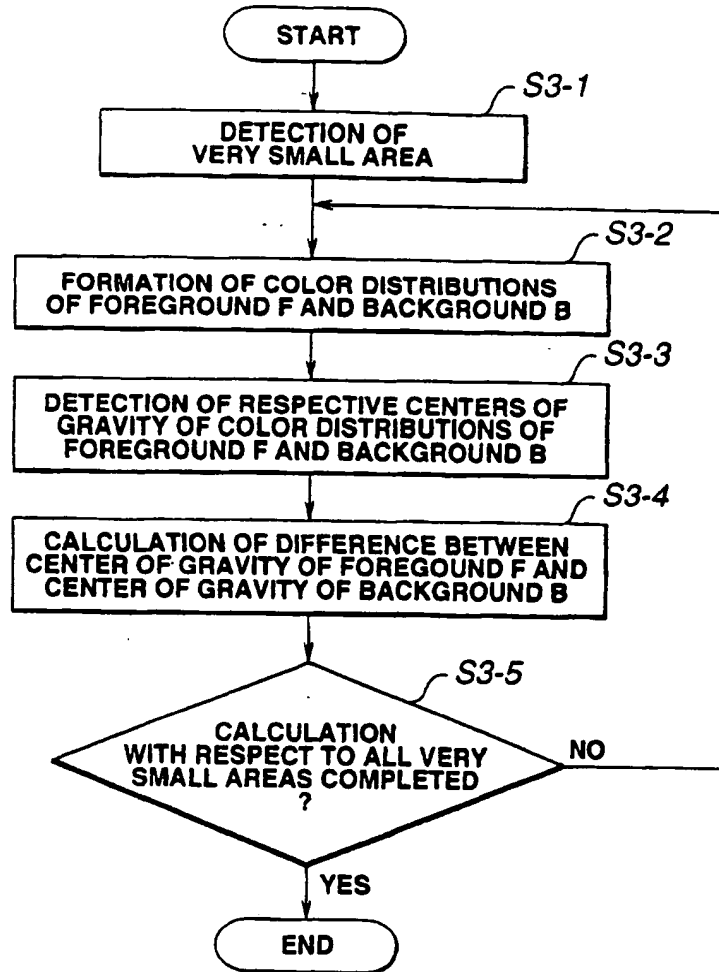 START
S3-1
DETECTION OF
VERY SMALL AREA
S3-2
FORMATION OF COLOR DISTRIBUTIONS
OF FOREGROUND F AND BACKGROUND B
S3-3
DETECTION OF RESPECTIVE CENTERS OF
GRAVITY OF COLOR DISTRIBUTIONS OF
FOREGROUND F AND BACKGROUND B
S3-4
CALCULATION OF DIFFERENCE BETWEEN
CENTER OF GRAVITY OF FOREGOUND F AND
CENTER OF GRAVITY OF BACKGROUND B
S3-5
CALCULATION
WITH RESPECT TO ALL VERY
SMALL AREAS COMPLETED
?
NO
YES
END